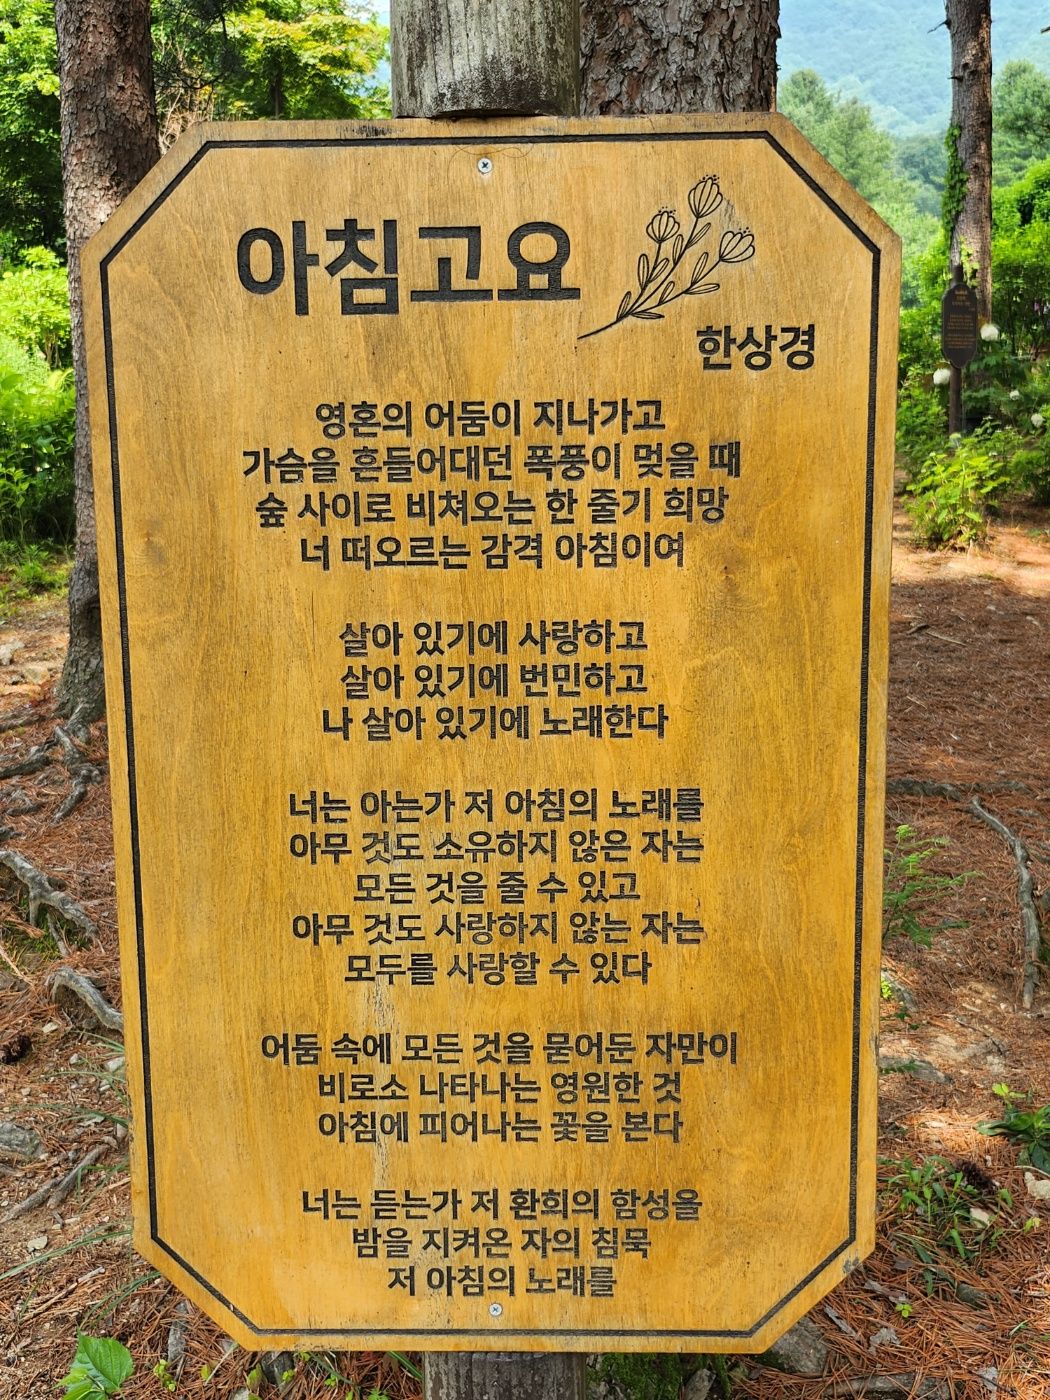 아침고요
한상경
영혼의 어둠이 지나가고
가슴을 흔들어대던 폭풍이 멎을 때
숲 사이로 비쳐오는 한 줄기 희망
너 떠오르는 감격 아침이여
살아 있기에 사랑하고
살아 있기에 번민하고
나 살아 있기에 노래한다
너는 아는가 저 아침의 노래를
아무 것도 소유하지 않은 자는
모든 것을 줄 수 있고
아무 것도 사랑하지 않는 자는
모두를 사랑할 수 있다
어둠 속에 모든 것을 묻어둔 자만이
비로소 나타나는 영원한 것
아침에 피어나는 꽃을 본다
너는 듣는가 저 환희의 함성을
밤을 지켜온 자의 침묵
저 아침의 노래를